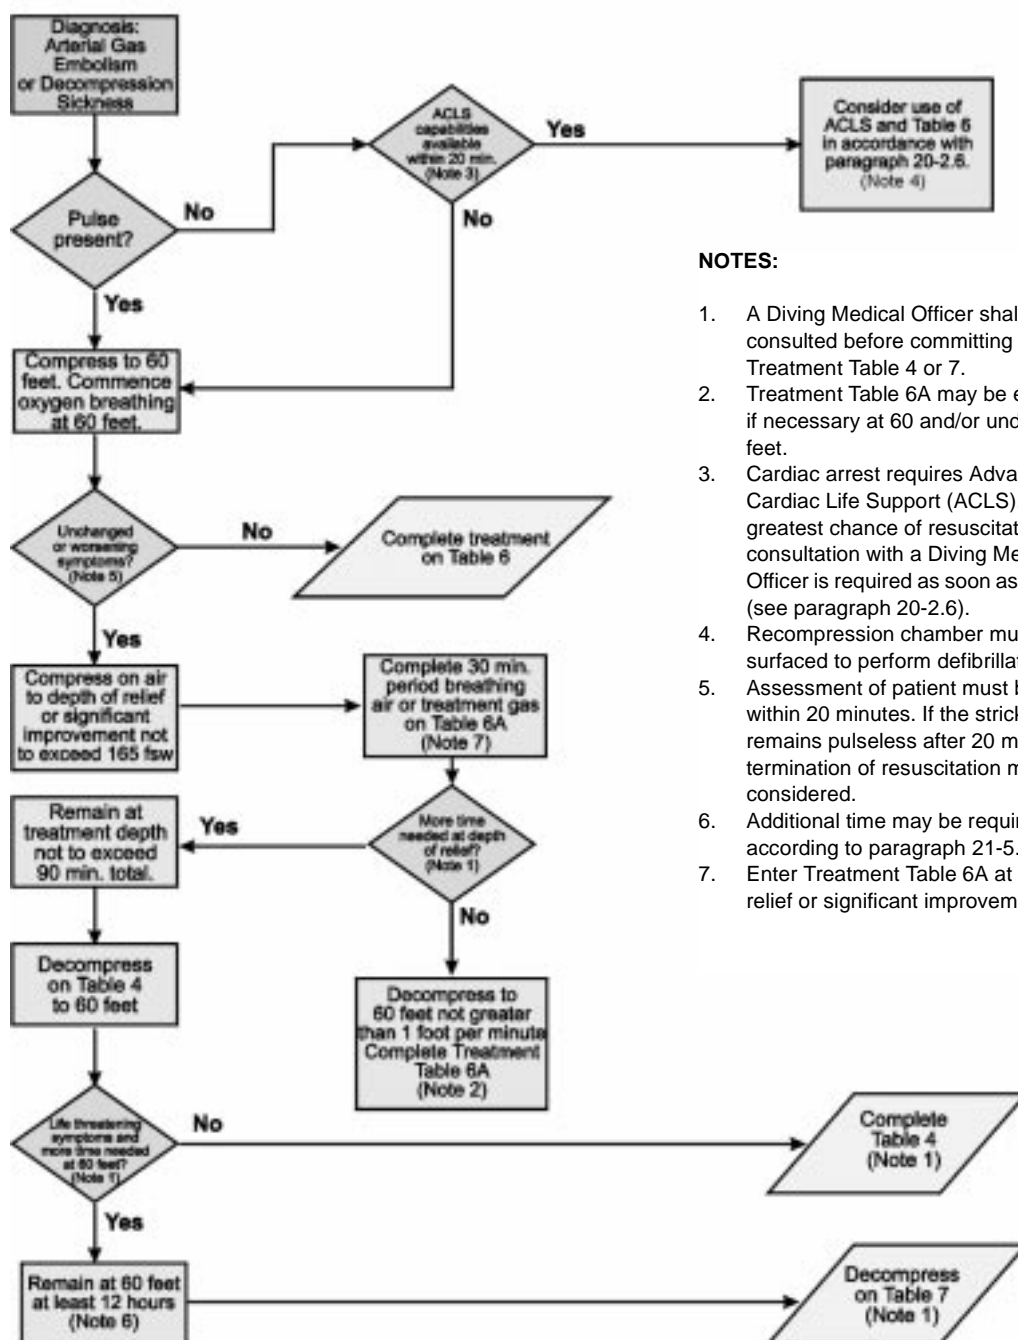 Diagnosis:
Arterial Gas
Embolism
or Decompression
Sickness
ACLS
capabilities
available
within 20 min.
(Note 3)
Yes
Consider use of
ACLS and Table 6
in accordance with
paragraph 20-2.6.
(Note 4)
Pulse
present?
No
No
Yes
Compress to 60
feet. Commence
oxygen breathing
at 60 feet.
Unchanged
or worsening
symptoms?
(Note 5)
No
Complete treatment
on Table 6
Yes
Compress on air
to depth of relief
or significant
improvement not
to exceed 165 fsw
Complete 30 min.
period breathing
air or treatment gas
on Table 6A
(Note 7)
More time
needed at depth
of relief?
(Note 1)
Yes
Remain at
treatment depth
not to exceed
90 min. total.
No
Decompress
on Table 4
to 60 feet
Decompress to
60 feet not greater
than 1 foot per minute
Complete Treatment
Table 6A
(Note 2)
Life threatening
symptoms and
more time needed
at 60 feet?
(Note 1)
No
Complete
Table 4
(Note 1)
Yes
Remain at 60 feet
at least 12 hours
(Note 6)
Decompress
on Table 7
(Note 1)
NOTES:
1. A Diving Medical Officer shal
consulted before committing
Treatment Table 4 or 7.
2. Treatment Table 6A may be e
if necessary at 60 and/or und
feet.
3. Cardiac arrest requires Adva
Cardiac Life Support (ACLS)
greatest chance of resuscitat
consultation with a Diving Me
Officer is required as soon as
(see paragraph 20-2.6).
4. Recompression chamber mu
surfaced to perform defibrilla
5. Assessment of patient must b
within 20 minutes. If the strick
remains pulseless after 20 m
termination of resuscitation m
considered.
6. Additional time may be requi
according to paragraph 21-5.
7. Enter Treatment Table 6A at
relief or significant improvem